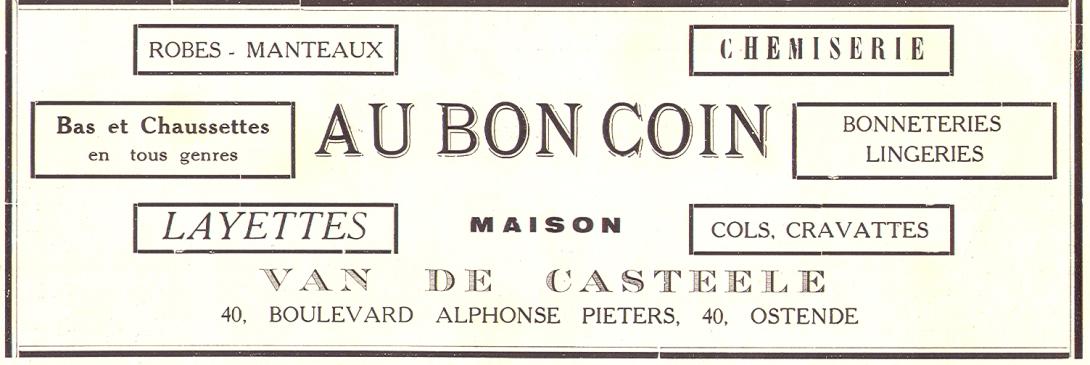 ROBES - MANTEAUX
CHEMISERIE
Bas et Chaussettes
en tous genres
AU BON COIN
BONNETERIES
LINGERIES
LAYETTES
MAISON
COLS, CRAVATTES
VAN DE CASTEELE
40, BOULEVARD ALPHONSE PIETERS, 40, OSTENDE